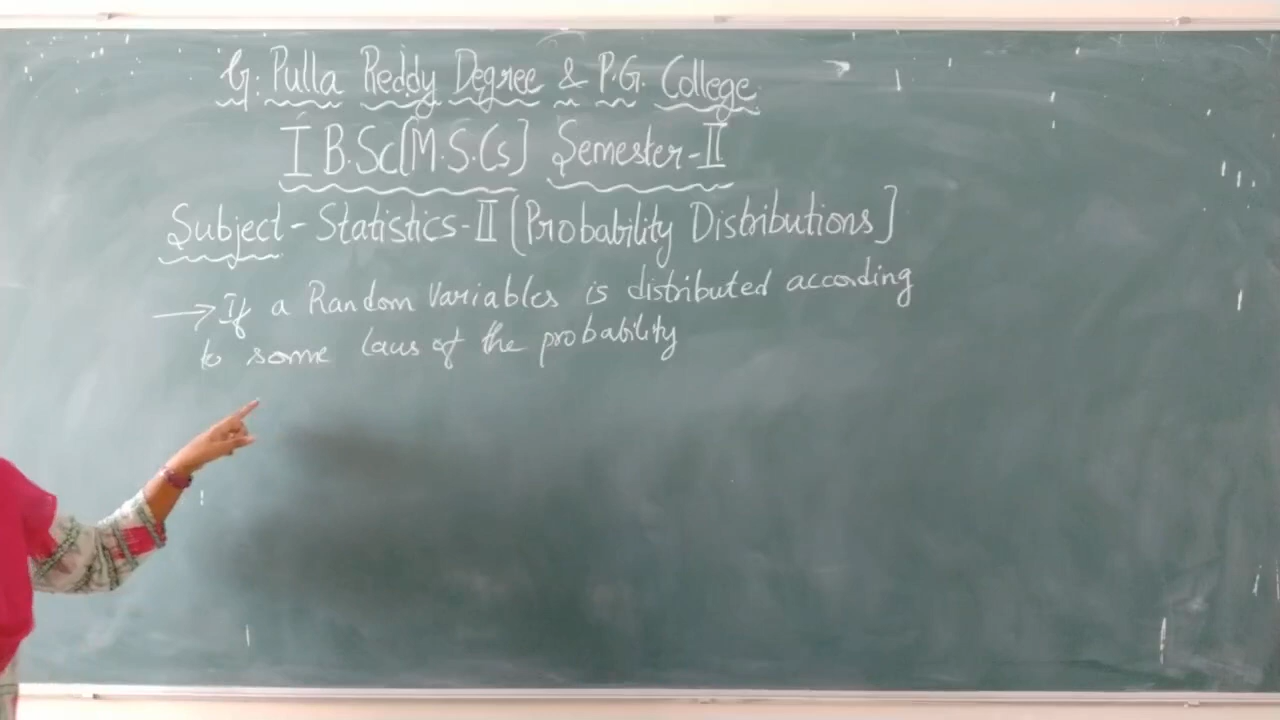 G. Pulla Reddy Degree & P.G. College
I B.Sc[M.S.Cs] Semester-II
Subject - Statistics-II [Probability Distributions]
→ If a Random Variables is distributed according
to some laws of the probability